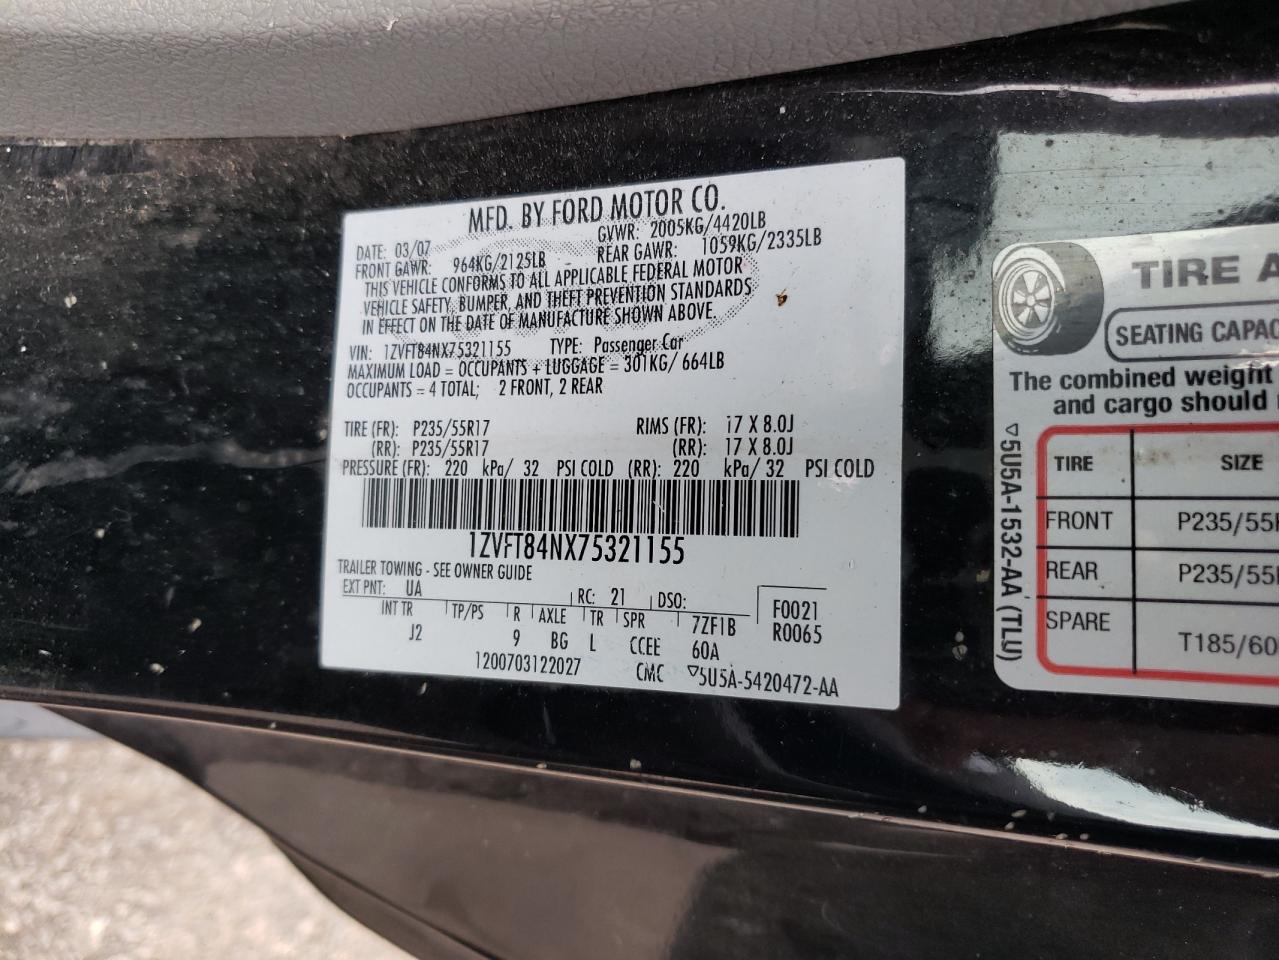 MFD. BY FORD MOTOR CO.
DATE: 03/07 GVWR: 2005KG/4420LB
FRONT GAWR: 964KG/2125LB REAR GAWR: 1059KG/2335LB
THIS VEHICLE CONFORMS TO ALL APPLICABLE FEDERAL MOTOR
VEHICLE SAFETY, BUMPER, AND THEFT PREVENTION STANDARDS
IN EFFECT ON THE DATE OF MANUFACTURE SHOWN ABOVE.
VIN: 1ZVFT84NX75321155 TYPE: Passenger Car
MAXIMUM LOAD = OCCUPANTS + LUGGAGE = 301KG/ 664LB
OCCUPANTS = 4 TOTAL; 2 FRONT, 2 REAR
TIRE (FR): P235/55R17 RIMS (FR): 17 X 8.0J
(RR): P235/55R17 (RR): 17 X 8.0J
PRESSURE (FR): 220 kPa/ 32 PSI COLD (RR): 220 kPa/ 32 PSI COLD
1ZVFT84NX75321155
TRAILER TOWING - SEE OWNER GUIDE
EXT PNT: UA RC: 21 DSO: F0021
INT TR TP/PS R AXLE TR SPR 7ZF1B R0065
J2 9 BG L CCEE 60A
1200703122027 CMC ▽5U5A-5420472-AA
TIRE A
SEATING CAPAC
The combined weight
and cargo should
▽5U5A-1532-AA (TLU)
TIRE SIZE
FRONT P235/55
REAR P235/55
SPARE T185/60